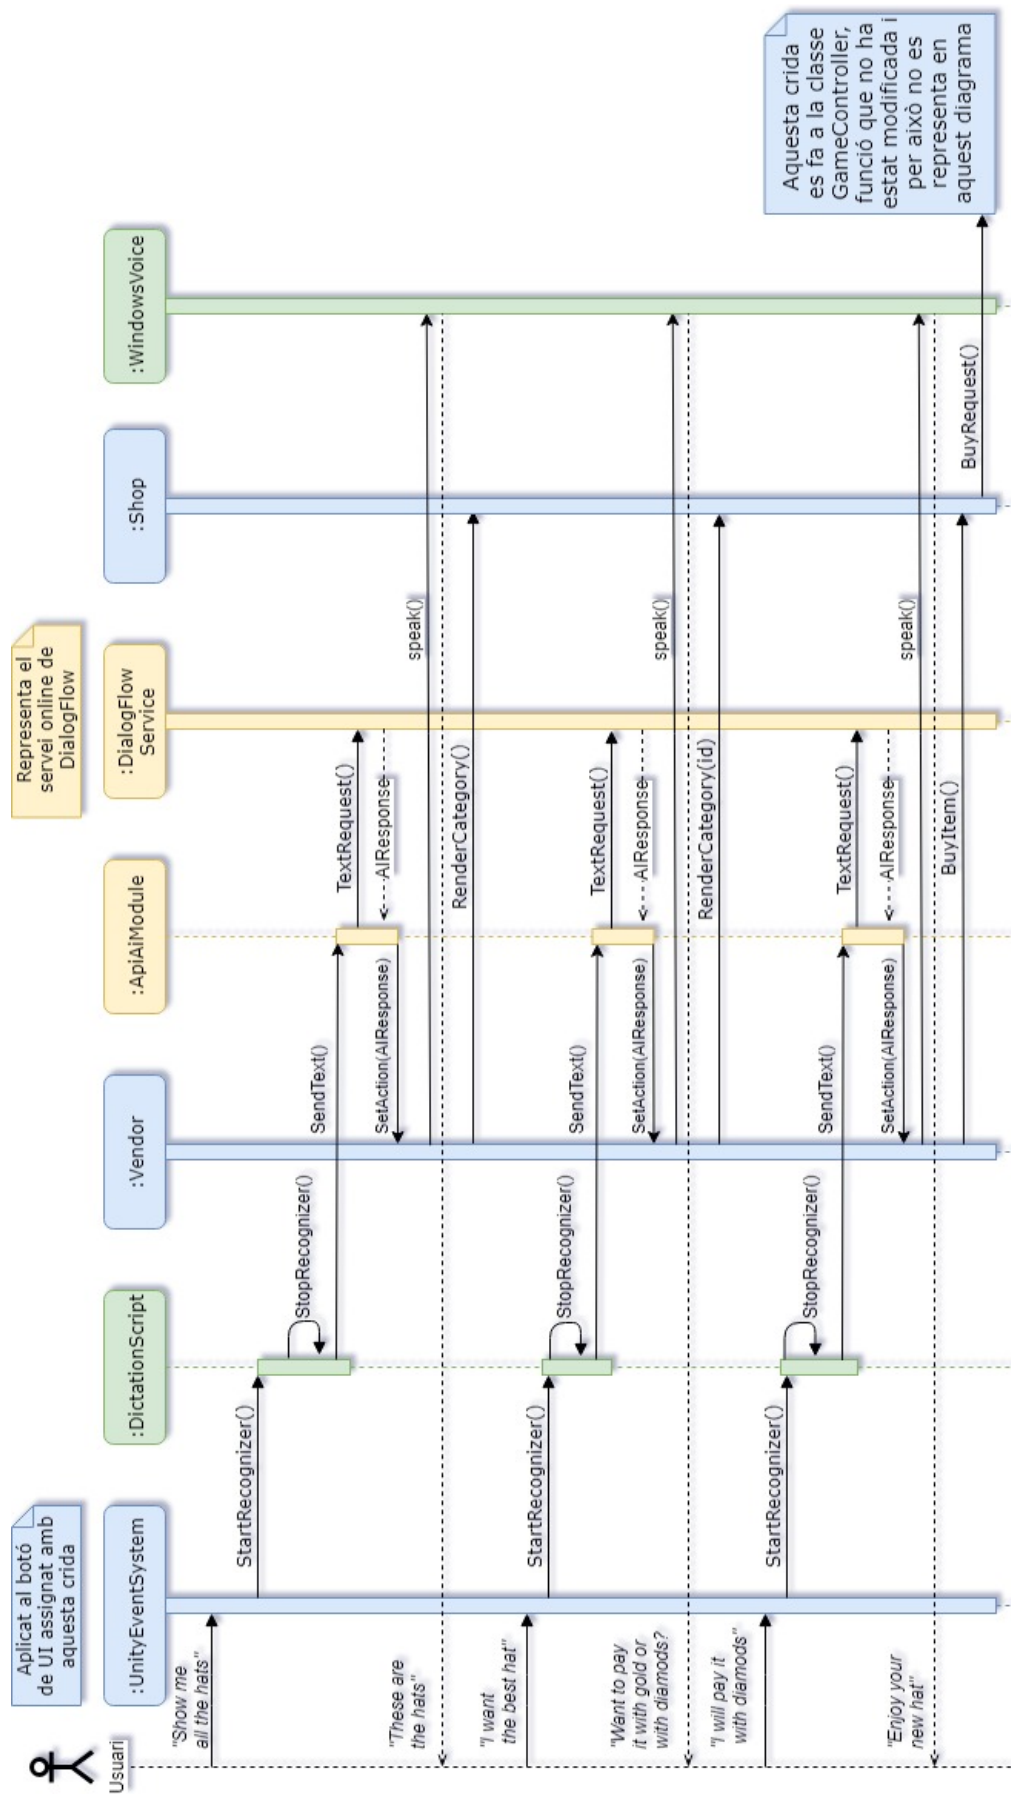 Aplicat al botó
de UI assignat amb
aquesta crida
Representa el
servei online de
DialogFlow
Usuari
:UnityEventSystem
:DictationScript
:Vendor
:ApiAiModule
:DialogFlow
Service
:Shop
:WindowsVoice
"Show me
all the hats"
StartRecognizer()
StopRecognizer()
SendText()
TextRequest()
AIResponse
SetAction(AIResponse)
speak()
"These are
the hats"
RenderCategory()
"I want
the best hat"
StartRecognizer()
StopRecognizer()
SendText()
TextRequest()
AIResponse
SetAction(AIResponse)
speak()
"Want to pay
it with gold or
with diamods?
RenderCategory(id)
"I will pay it
with diamods"
StartRecognizer()
StopRecognizer()
SendText()
TextRequest()
AIResponse
SetAction(AIResponse)
speak()
"Enjoy your
new hat"
BuyItem()
BuyRequest()
Aquesta crida
es fa a la classe
GameController,
funció que no ha
estat modificada i
per això no es
representa en
aquest diagrama